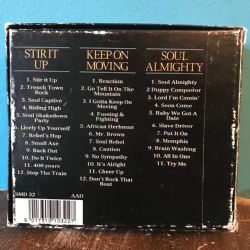 STIR IT
UP
1. Stir it Up
2. Trench Town
Rock
3. Soul Captive
4. Riding High
5. Soul Shakedown
Party
6. Lively Up Yourself
7. Rebel's Hop
8. Small Axe
9. Back Out
10. Do it Twice
11. 400 years
12. Stop The Train
KEEP ON
MOVING
1. Reaction
2. Go Tell It On The
Mountain
3. I Gotta Keep On
Moving
4. Fussing &
Fighting
5. African Herbman
6. Mr. Brown
7. Soul Rebel
8. Caution
9. No Sympathy
10. It's Alright
11. Cheer Up
12. Don't Rock That
Boat
SOUL
ALMIGHTY
1. Soul Almighty
2. Duppy Conqueror
3. Lord I'm Comin'
4. Soon Come
5. Baby We Got A
Date
6. Slave Driver
7. Put It On
8. Memphis
9. Brain Washing
10. All In One
11. Try Me
SMD 32
AAD